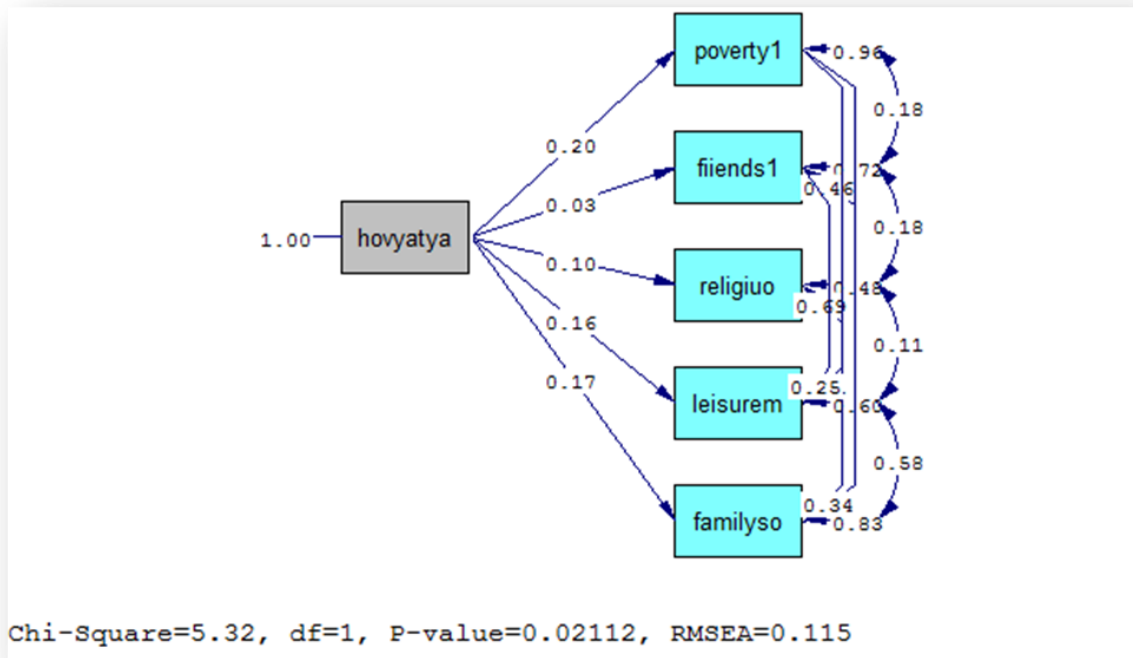 poverty1
0.96
0.18
0.20
fiiends1
0.72
0.46
0.03
0.18
1.00
hovyatya
0.10
religiuo
0.48
0.69
0.16
0.11
0.17
0.25
leisurem
0.60
0.58
0.34
familyso
0.83
Chi-Square=5.32, df=1, P-value=0.02112, RMSEA=0.115